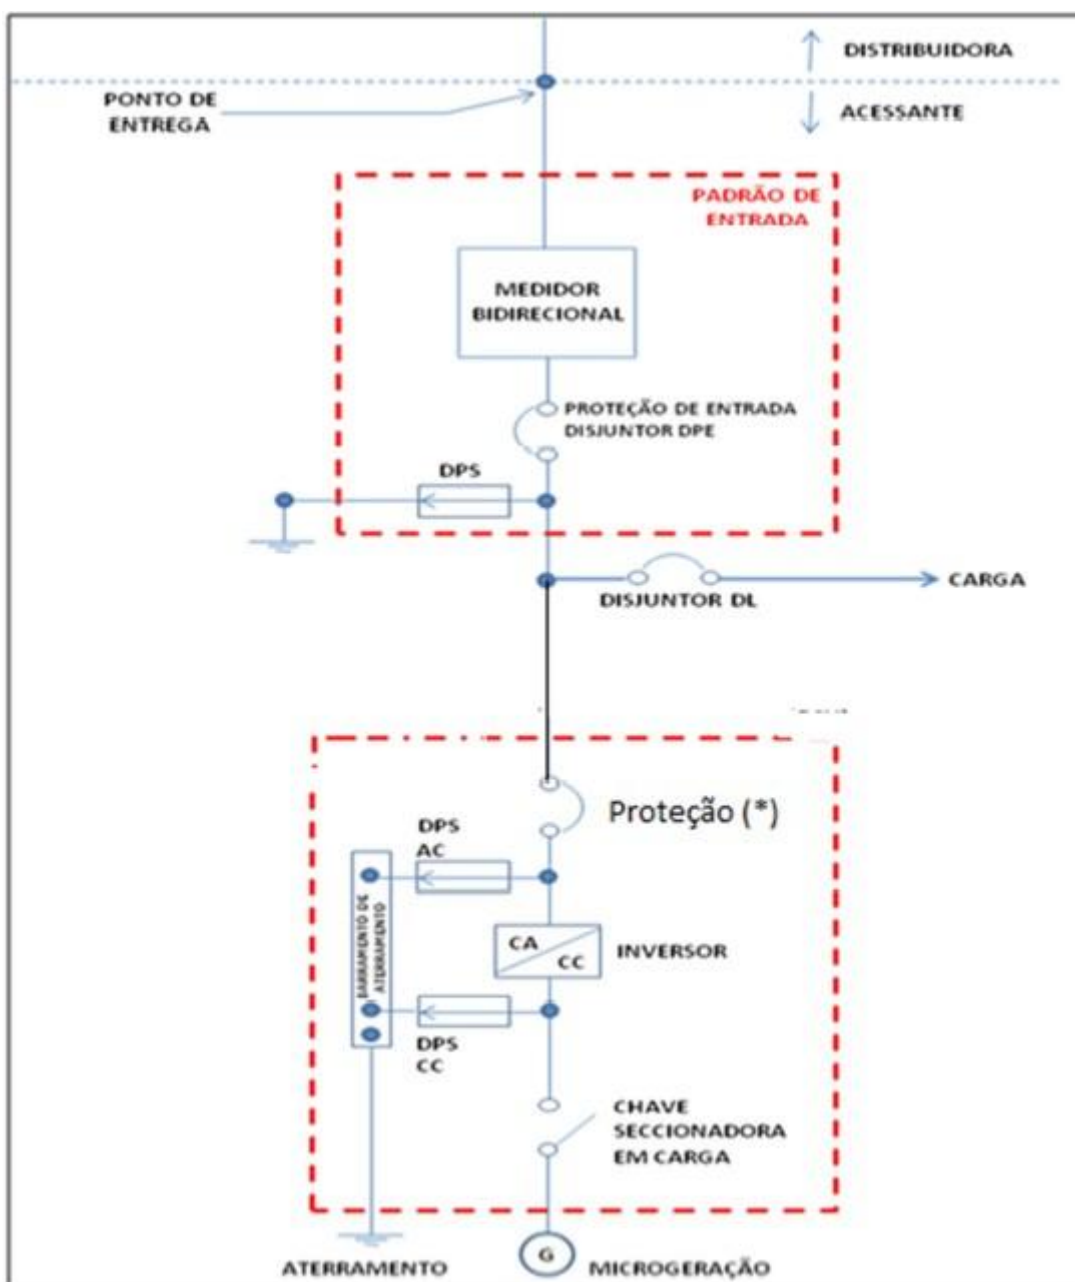 DISTRIBUIDORA
PONTO DE
ENTREGA
ACESSANTE
PADRÃO DE
ENTRADA
MEDIDOR
BIDIRECIONAL
PROTEÇÃO DE ENTRADA
DISJUNTOR DPE
DPS
CARGA
DISJUNTOR DL
Proteção (*)
DPS
AC
BARRAMENTO DE
ATERRAMENTO
CA
CC
INVERSOR
DPS
CC
CHAVE
SECCIONADORA
EM CARGA
G
ATERRAMENTO
MICROGERAÇÃO